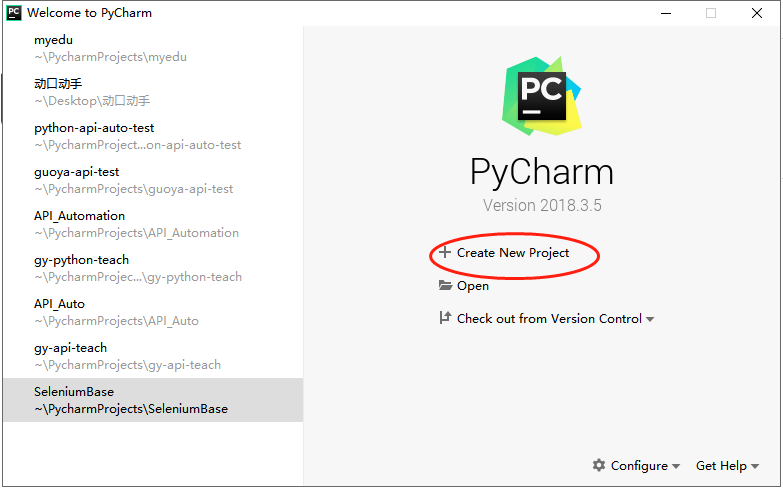 PC
Welcome to PyCharm
myedu
~\PycharmProjects\myedu
动口动手
~\Desktop\动口动手
python-api-auto-test
~\PycharmProject...on-api-auto-test
guoya-api-test
~\PycharmProjects\guoya-api-test
API_Automation
~\PycharmProjects\API_Automation
gy-python-teach
~\PycharmProjec...\gy-python-teach
API_Auto
~\PycharmProjects\API_Auto
gy-api-teach
~\PycharmProjects\gy-api-teach
SeleniumBase
~\PycharmProjects\SeleniumBase
PC
PyCharm
Version 2018.3.5
Create New Project
Open
Check out from Version Control
Configure
Get Help